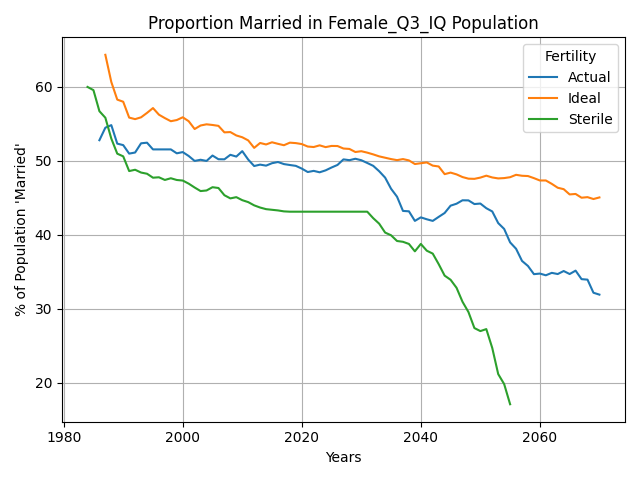 Proportion Married in Female_Q3_IQ Population
% of Population 'Married'
60
50
40
30
20
1980
2000
2020
2040
2060
Years
Fertility
Actual
Ideal
Sterile